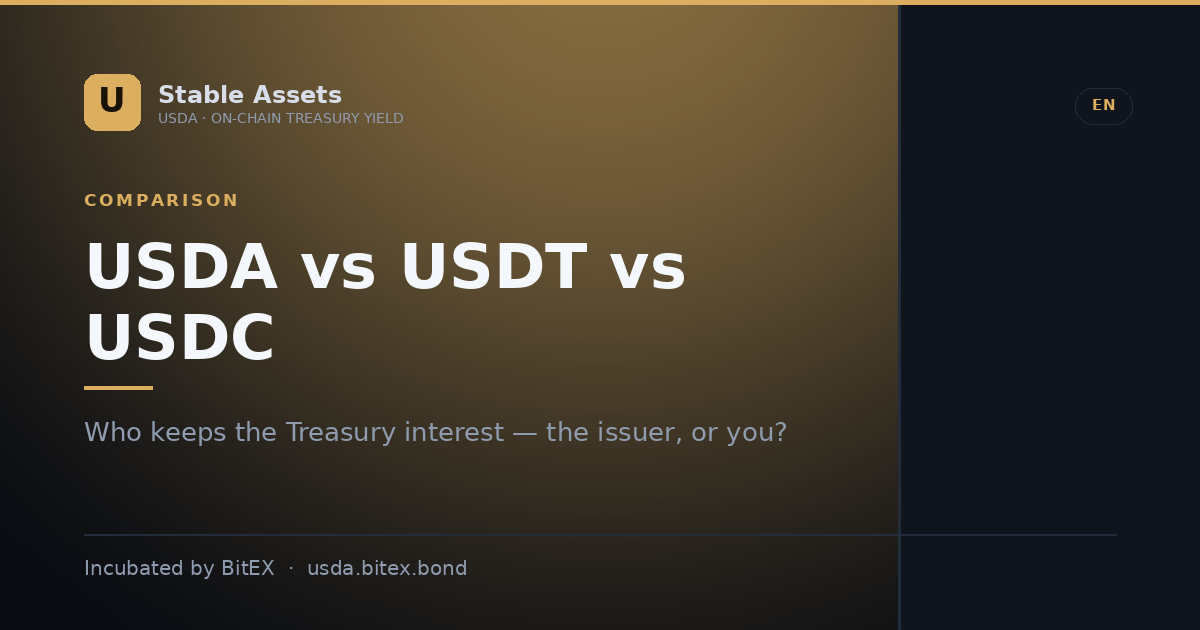 U
Stable Assets
USDA · ON-CHAIN TREASURY YIELD
EN
COMPARISON
USDA vs USDT vs
USDC
Who keeps the Treasury interest — the issuer, or you?
Incubated by BitEX · usda.bitex.bond